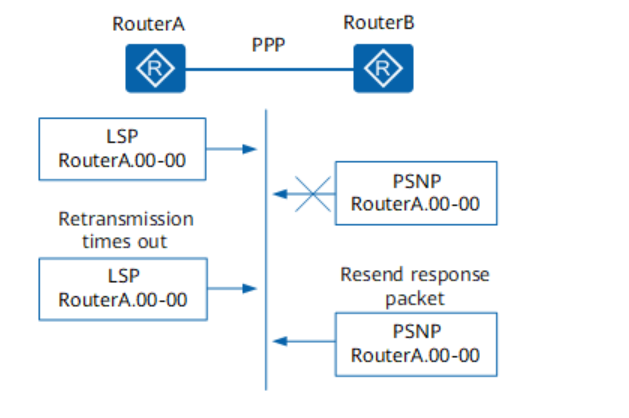 RouterA
RouterB
PPP
R
R
LSP
RouterA.00-00
PSNP
RouterA.00-00
Retransmission
times out
LSP
RouterA.00-00
Resend response
packet
PSNP
RouterA.00-00